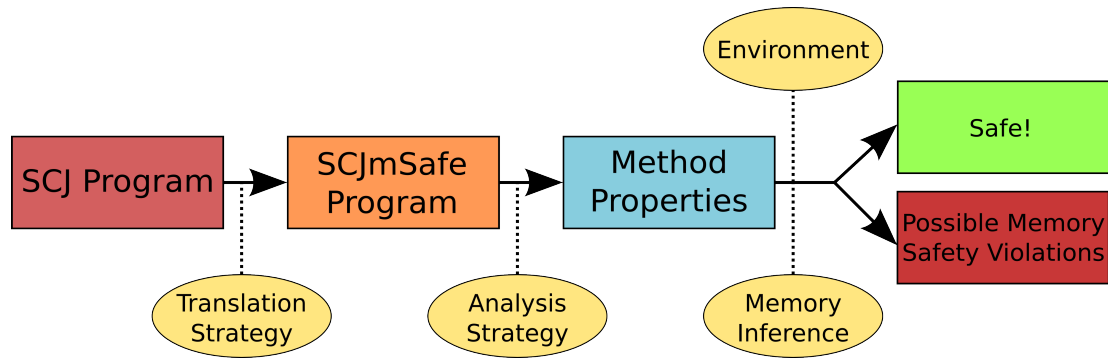 SCJ Program
SCJmSafe
Program
Method
Properties
Environment
Safe!
Possible Memory
Safety Violations
Translation
Strategy
Analysis
Strategy
Memory
Inference